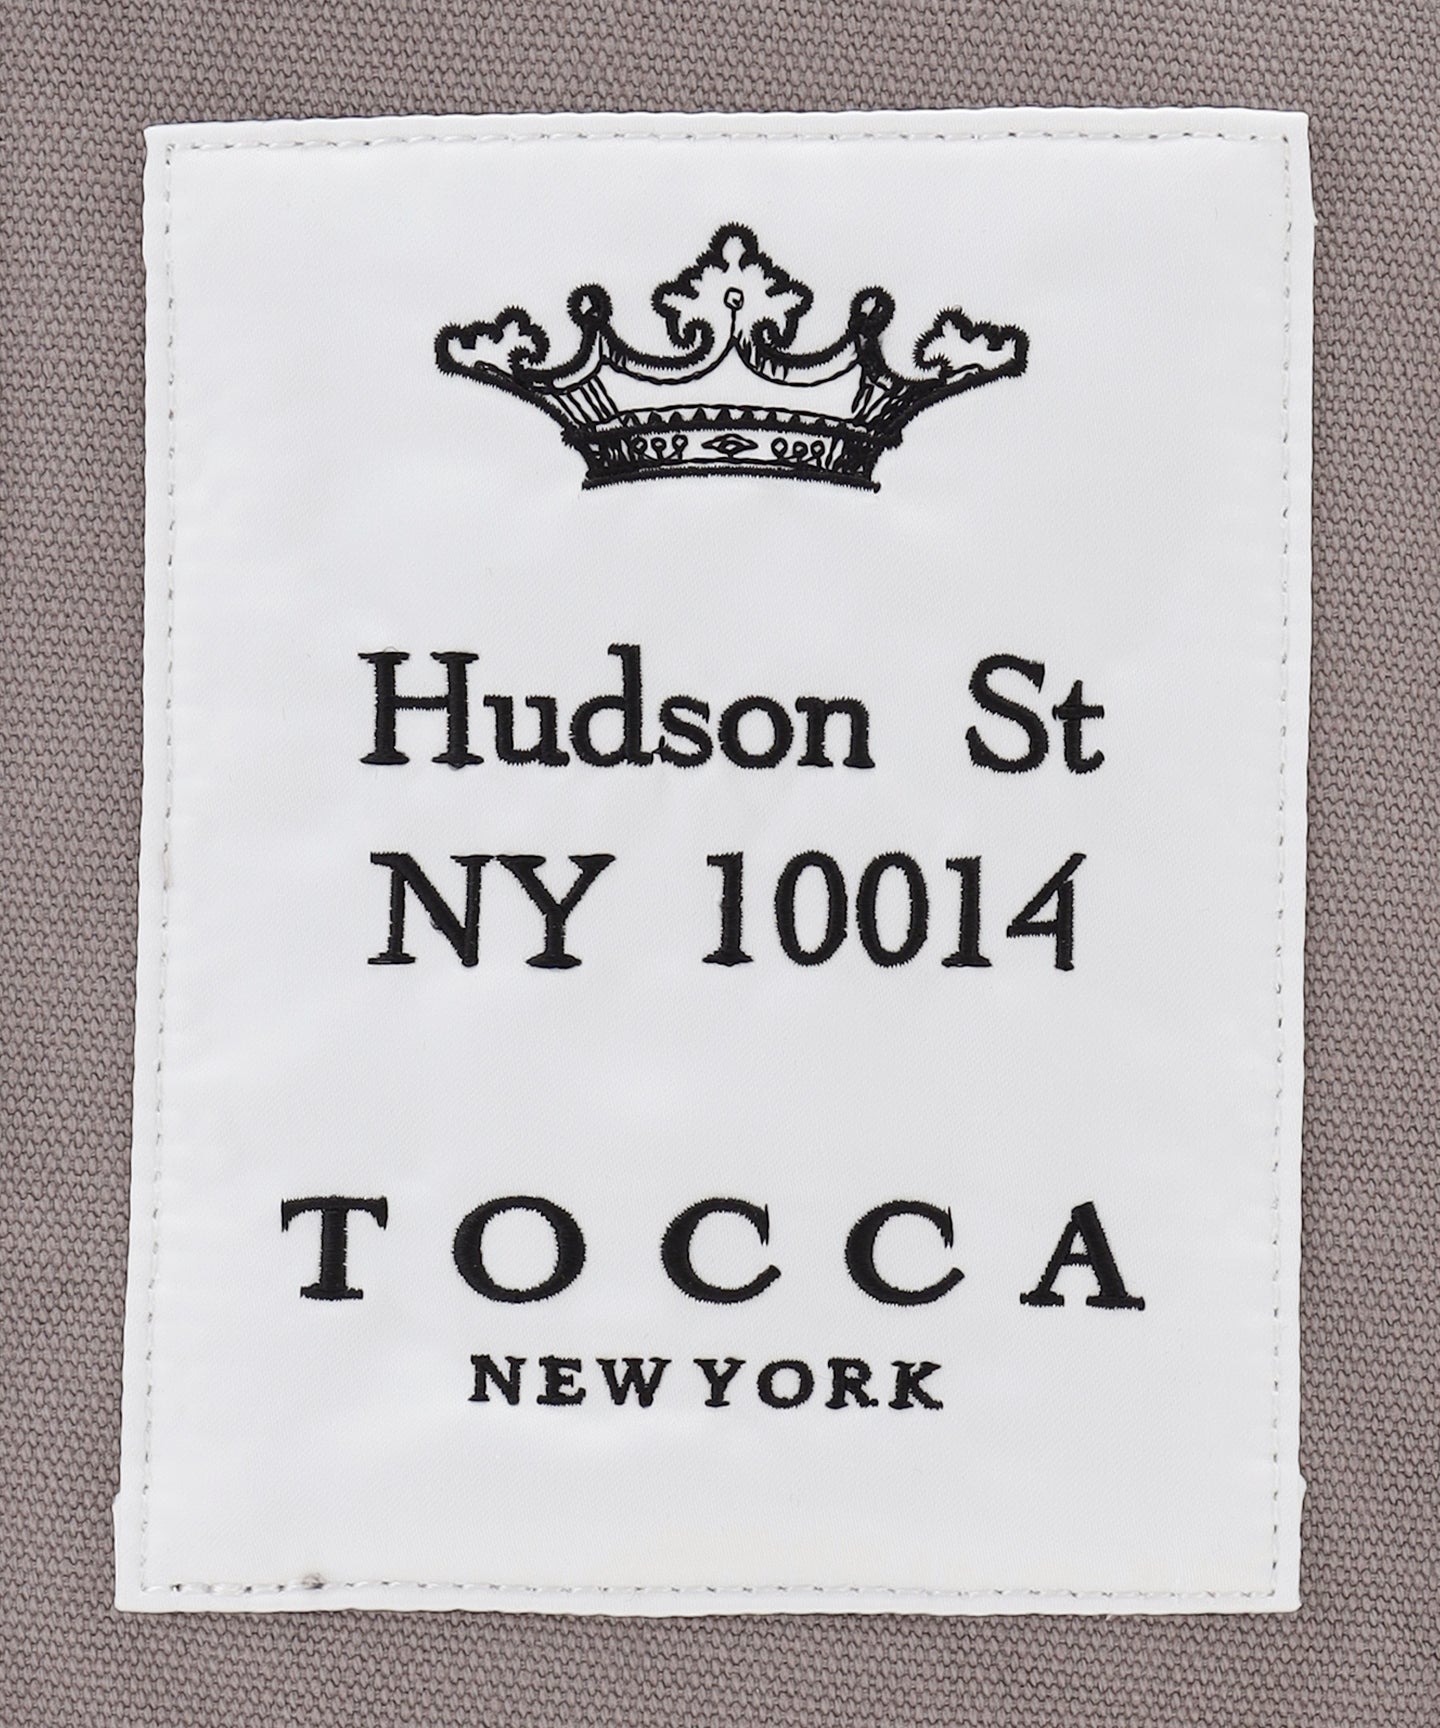 Hudson St
NY 10014
TOCCA
NEW YORK